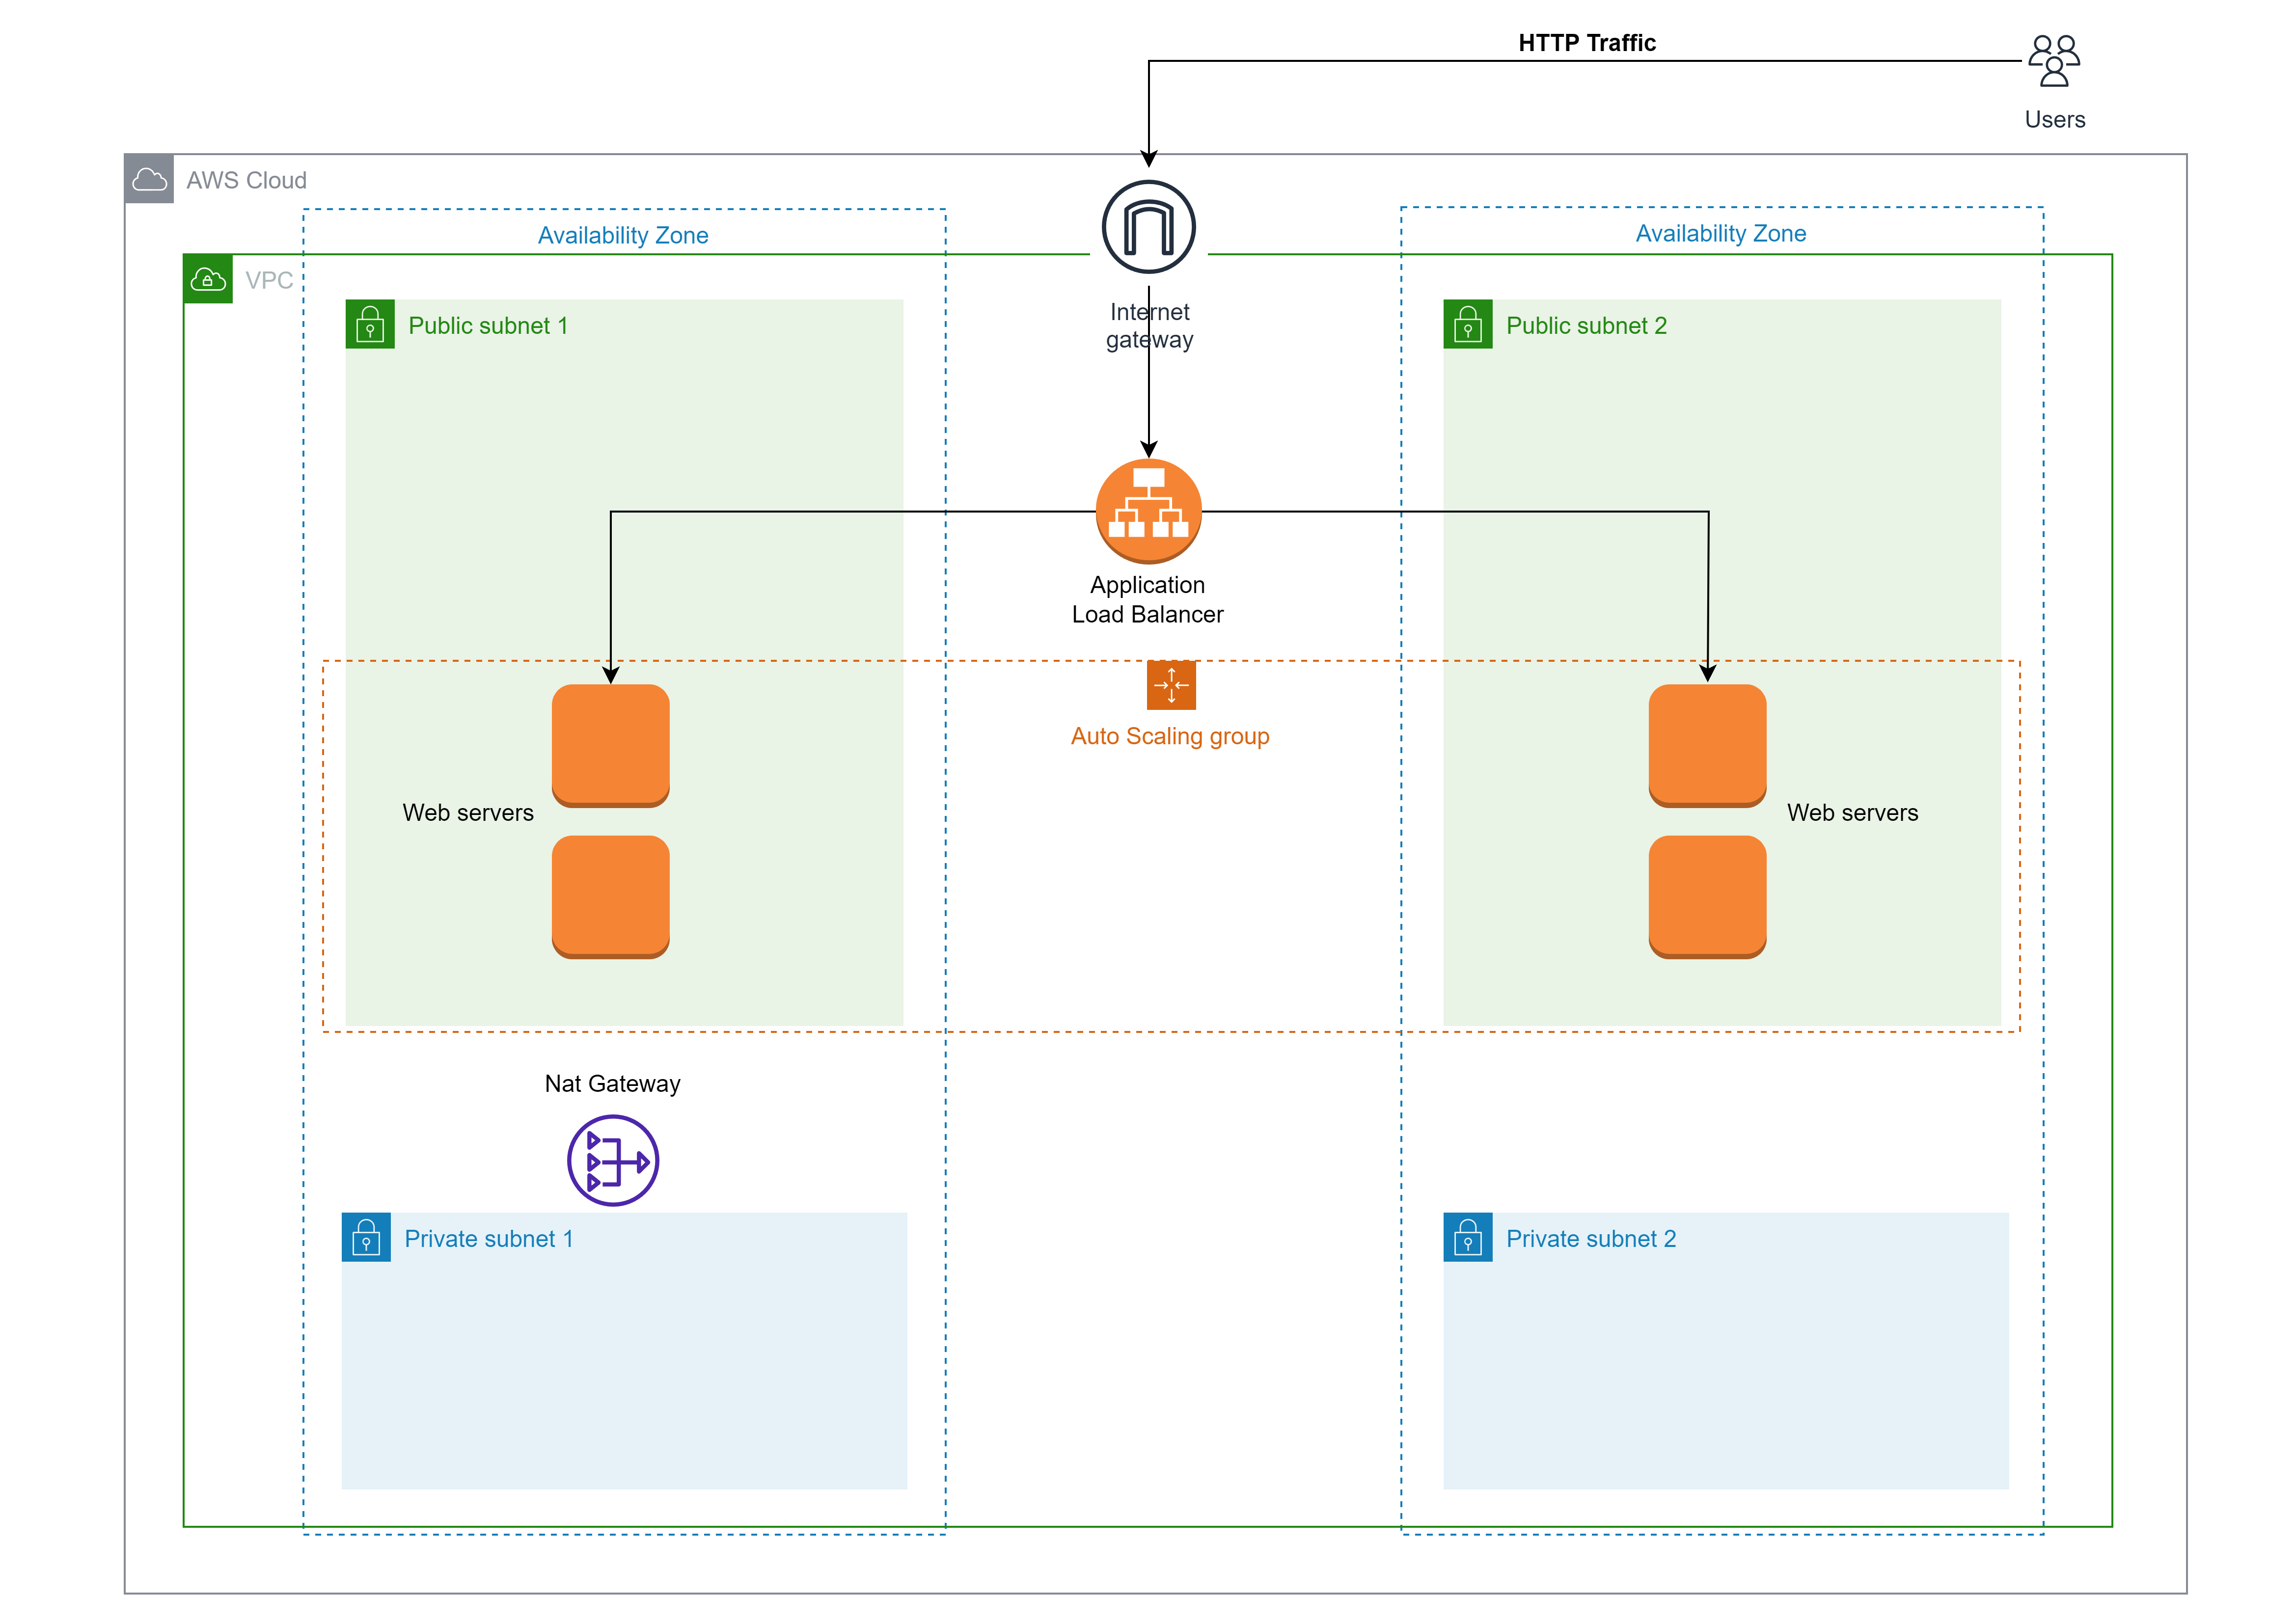 HTTP Traffic
Users
AWS Cloud
Availability Zone
Availability Zone
VPC
Internet
gateway
Public subnet 1
Public subnet 2
Application
Load Balancer
Auto Scaling group
Web servers
Web servers
Nat Gateway
Private subnet 1
Private subnet 2